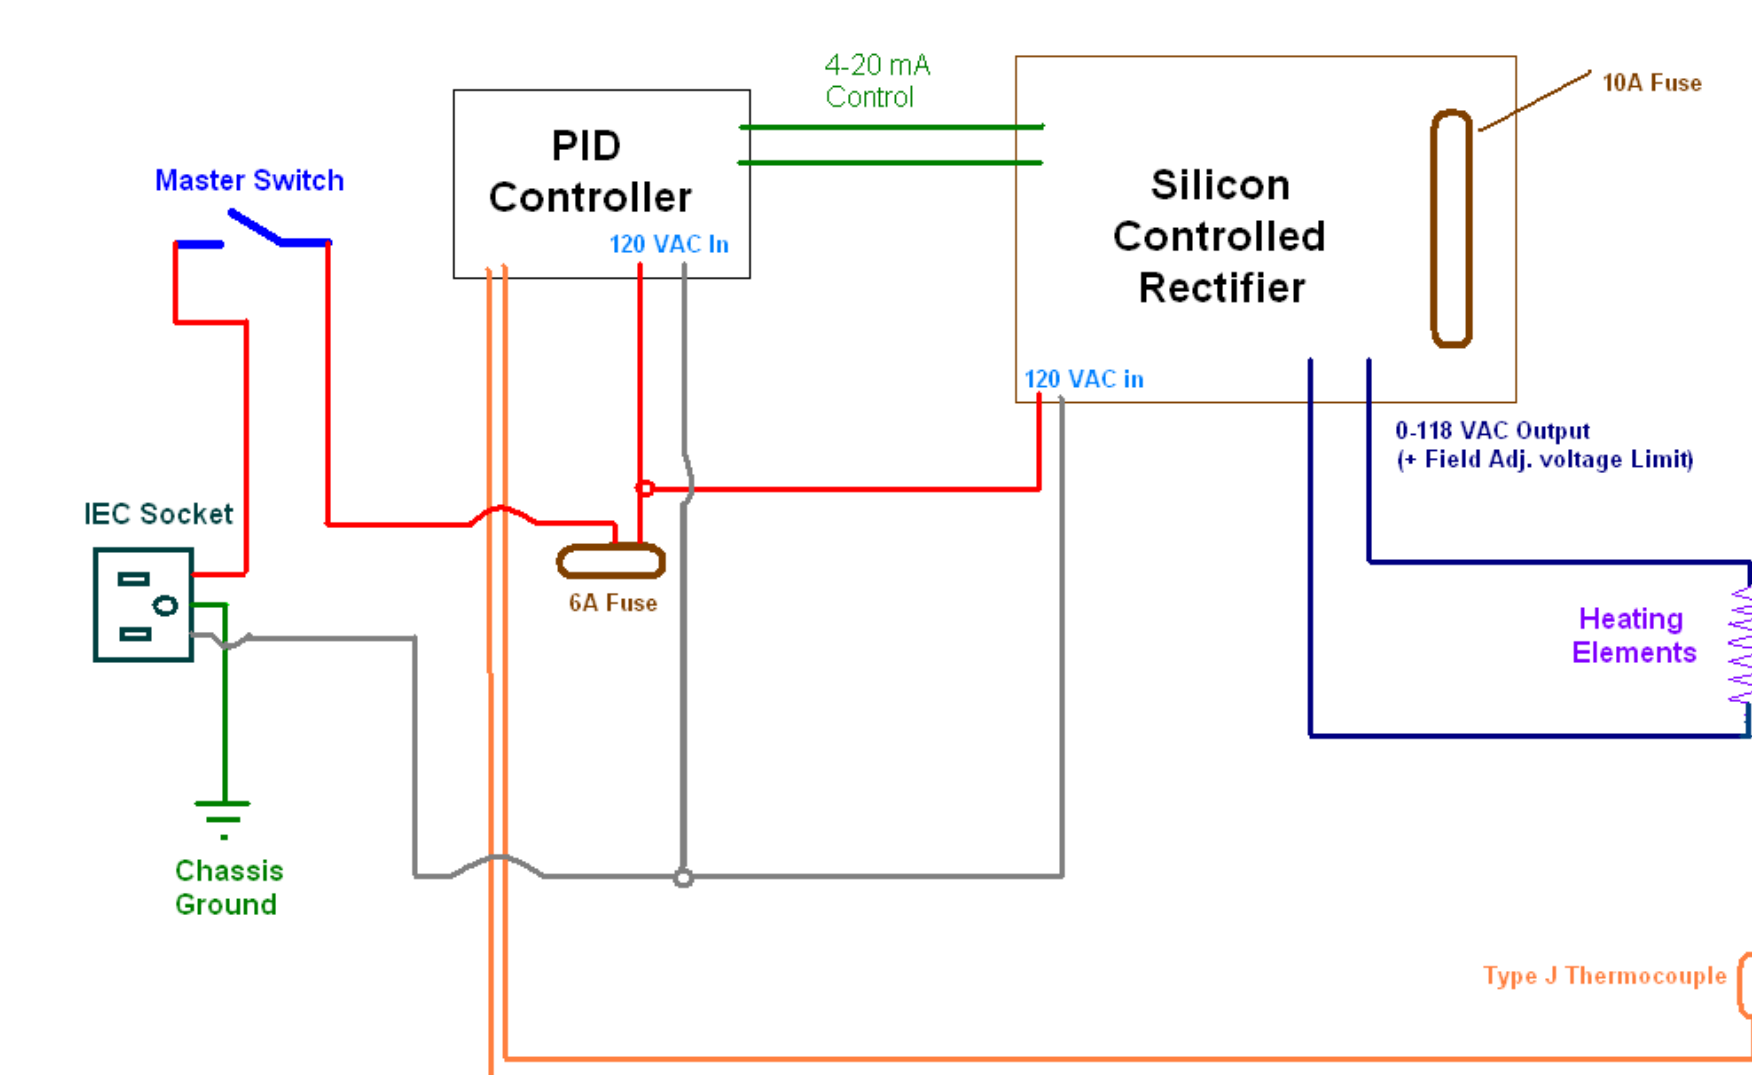 4-20 mA
Control
10A Fuse
PID
Controller
120 VAC In
Master Switch
Silicon
Controlled
Rectifier
120 VAC in
0-118 VAC Output
(+ Field Adj. voltage Limit)
IEC Socket
6A Fuse
Heating
Elements
Chassis
Ground
Type J Thermocouple